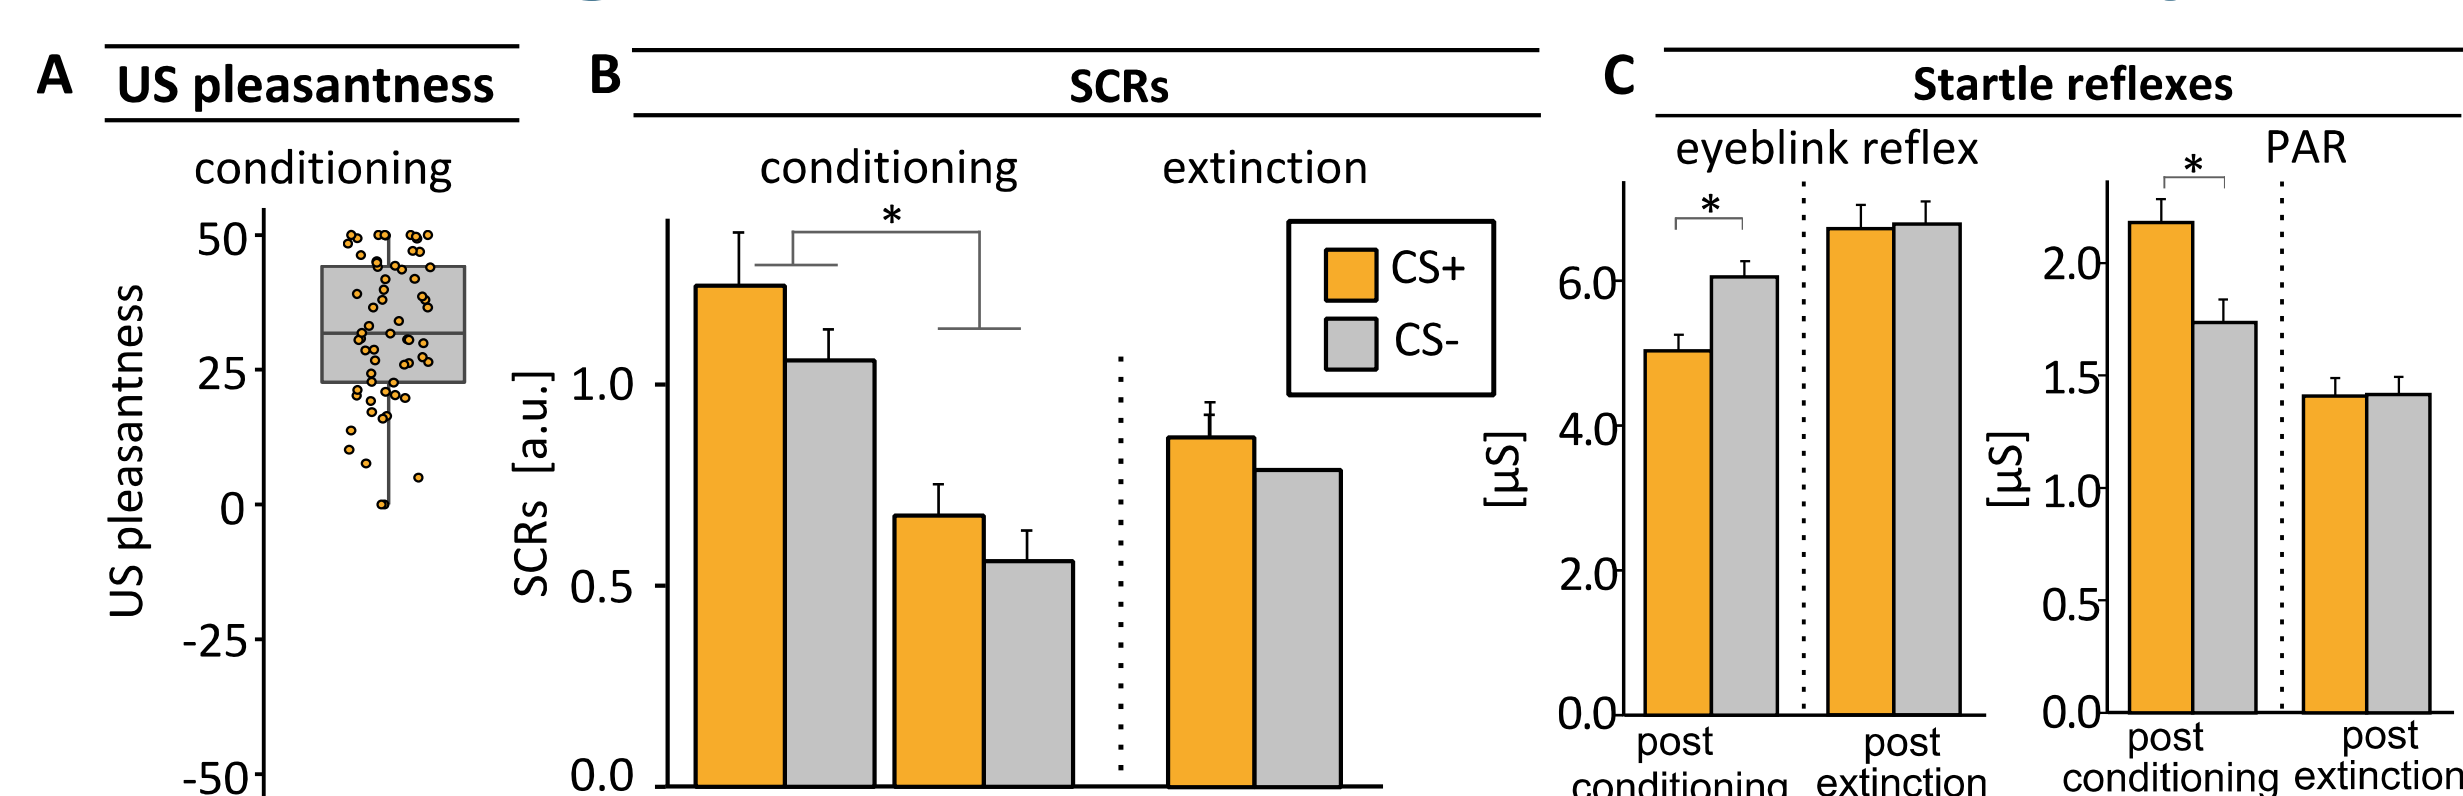 A US pleasantness
conditioning
US pleasantness
50
25
0
-25
-50
B SCRs
conditioning extinction
*
SCRs [a.u.]
1.0
0.5
0.0
CS+
CS-
C Startle reflexes
eyeblink reflex PAR
*
[µS]
6.0
4.0
2.0
0.0
post post
conditioning extinction
*
[µS]
2.0
1.5
1.0
0.5
0.0
post post
conditioning extinction